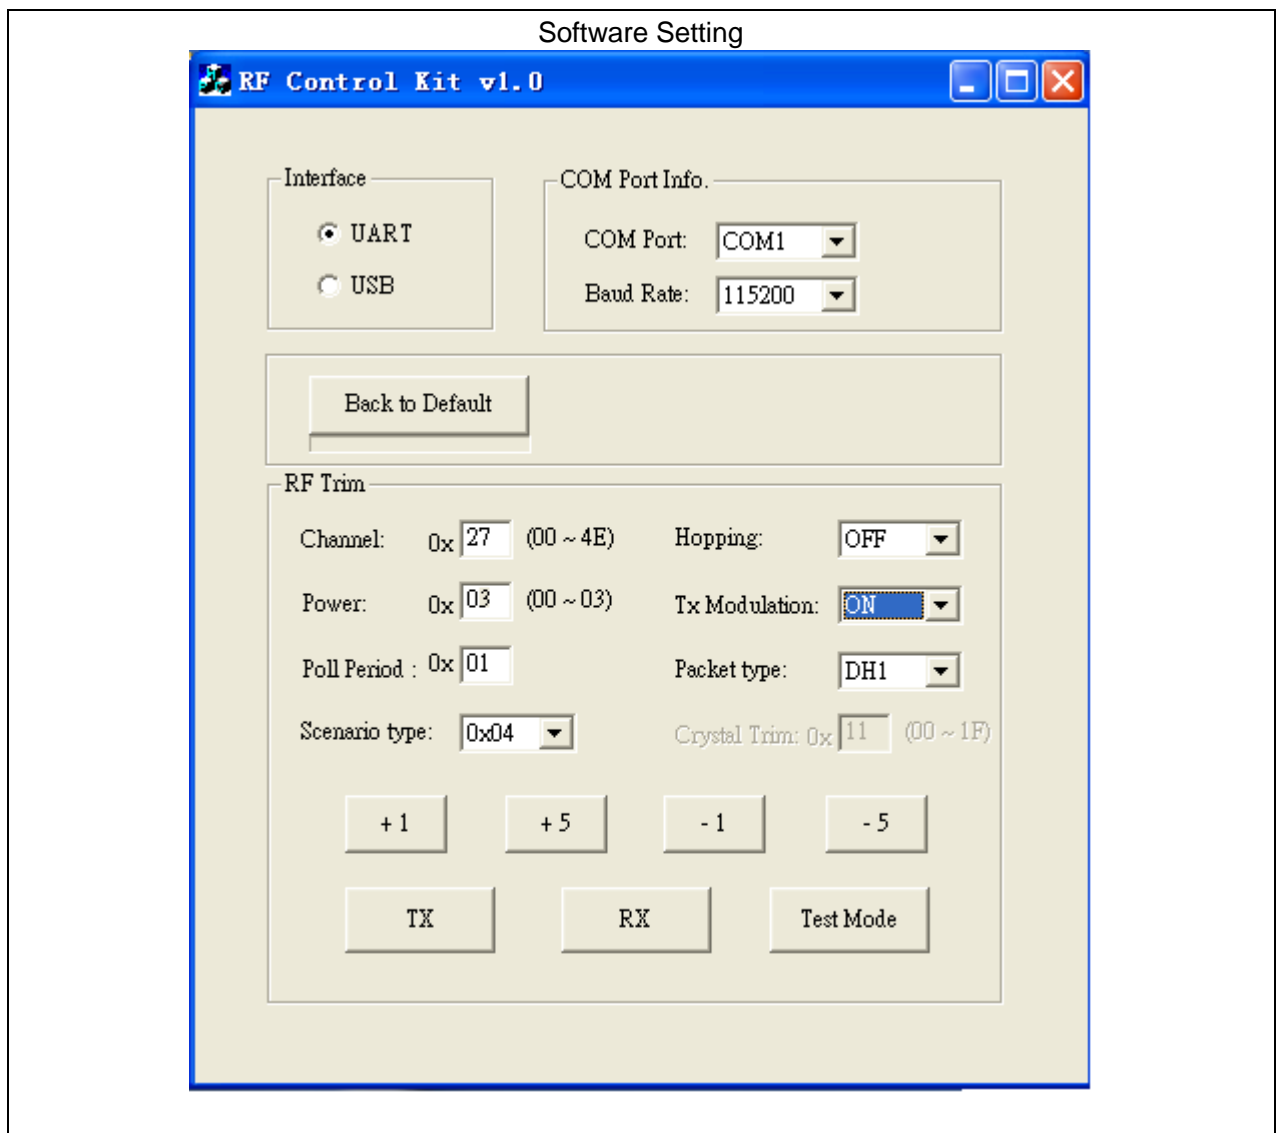 Software Setting
RF Control Kit v1.0
Interface
UART
USB
COM Port Info.
COM Port: COM1
Baud Rate: 115200
Back to Default
RF Trim
Channel: 0x 27 (00 ~ 4E) Hopping: OFF
Power: 0x 03 (00 ~ 03) Tx Modulation: ON
Poll Period : 0x 01 Packet type: DH1
Scenario type: 0x04 Crystal Trim: 0x 11 (00 ~ 1F)
+ 1 + 5 - 1 - 5
TX RX Test Mode